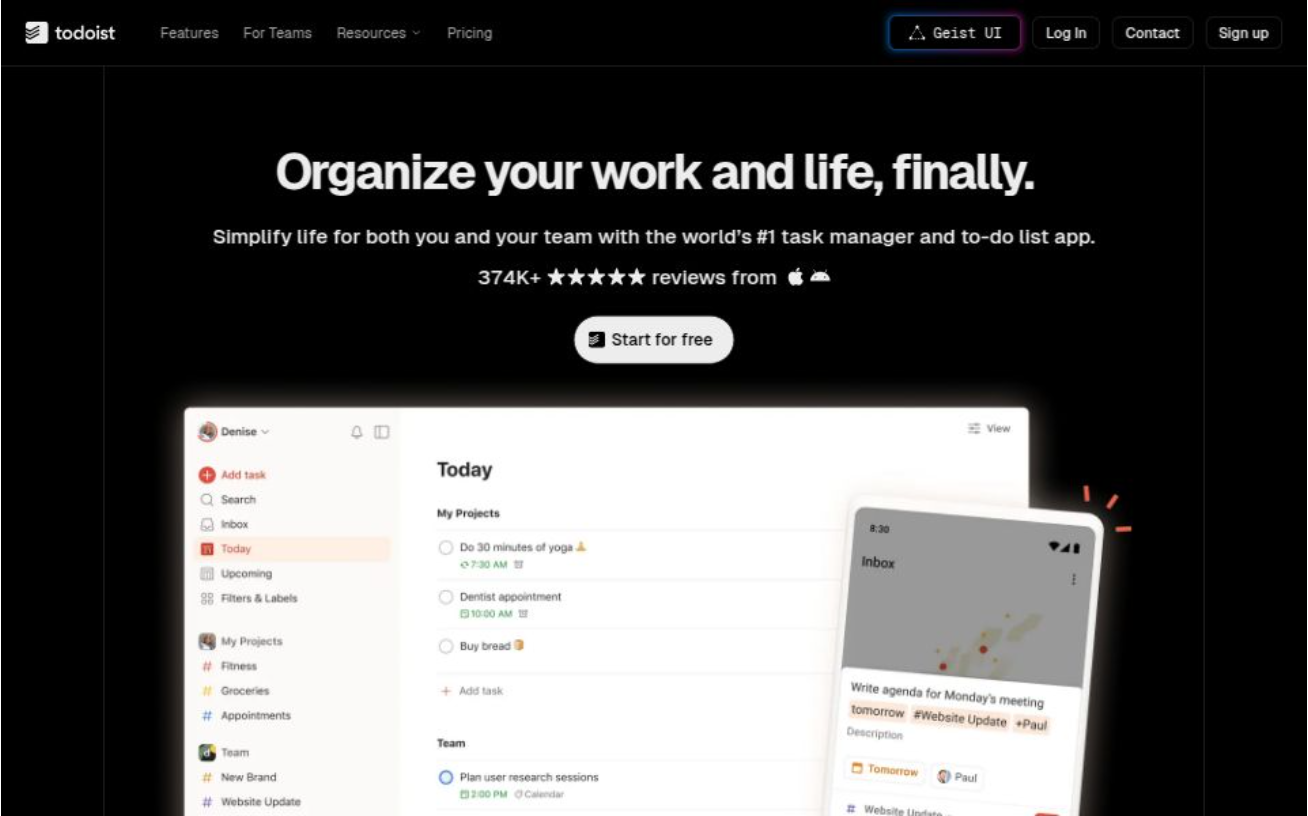 todoist Features For Teams Resources Pricing Geist UI Log In Contact Sign up
Organize your work and life, finally.
Simplify life for both you and your team with the world's #1 task manager and to-do list app.
374K+ ★★★★★ reviews from
Start for free
Denise
Add task
Search
Inbox
Today
Upcoming
Filters & Labels
My Projects
# Fitness
# Groceries
# Appointments
Team
# New Brand
# Website Update
View
Today
My Projects
Do 30 minutes of yoga 🙏
7:30 AM
Dentist appointment
10:00 AM
Buy bread 🍞
+ Add task
Team
Plan user research sessions
2:00 PM Calendar
8:30
Inbox
Write agenda for Monday's meeting
tomorrow #Website Update +Paul
Description
Tomorrow Paul
# Website Update